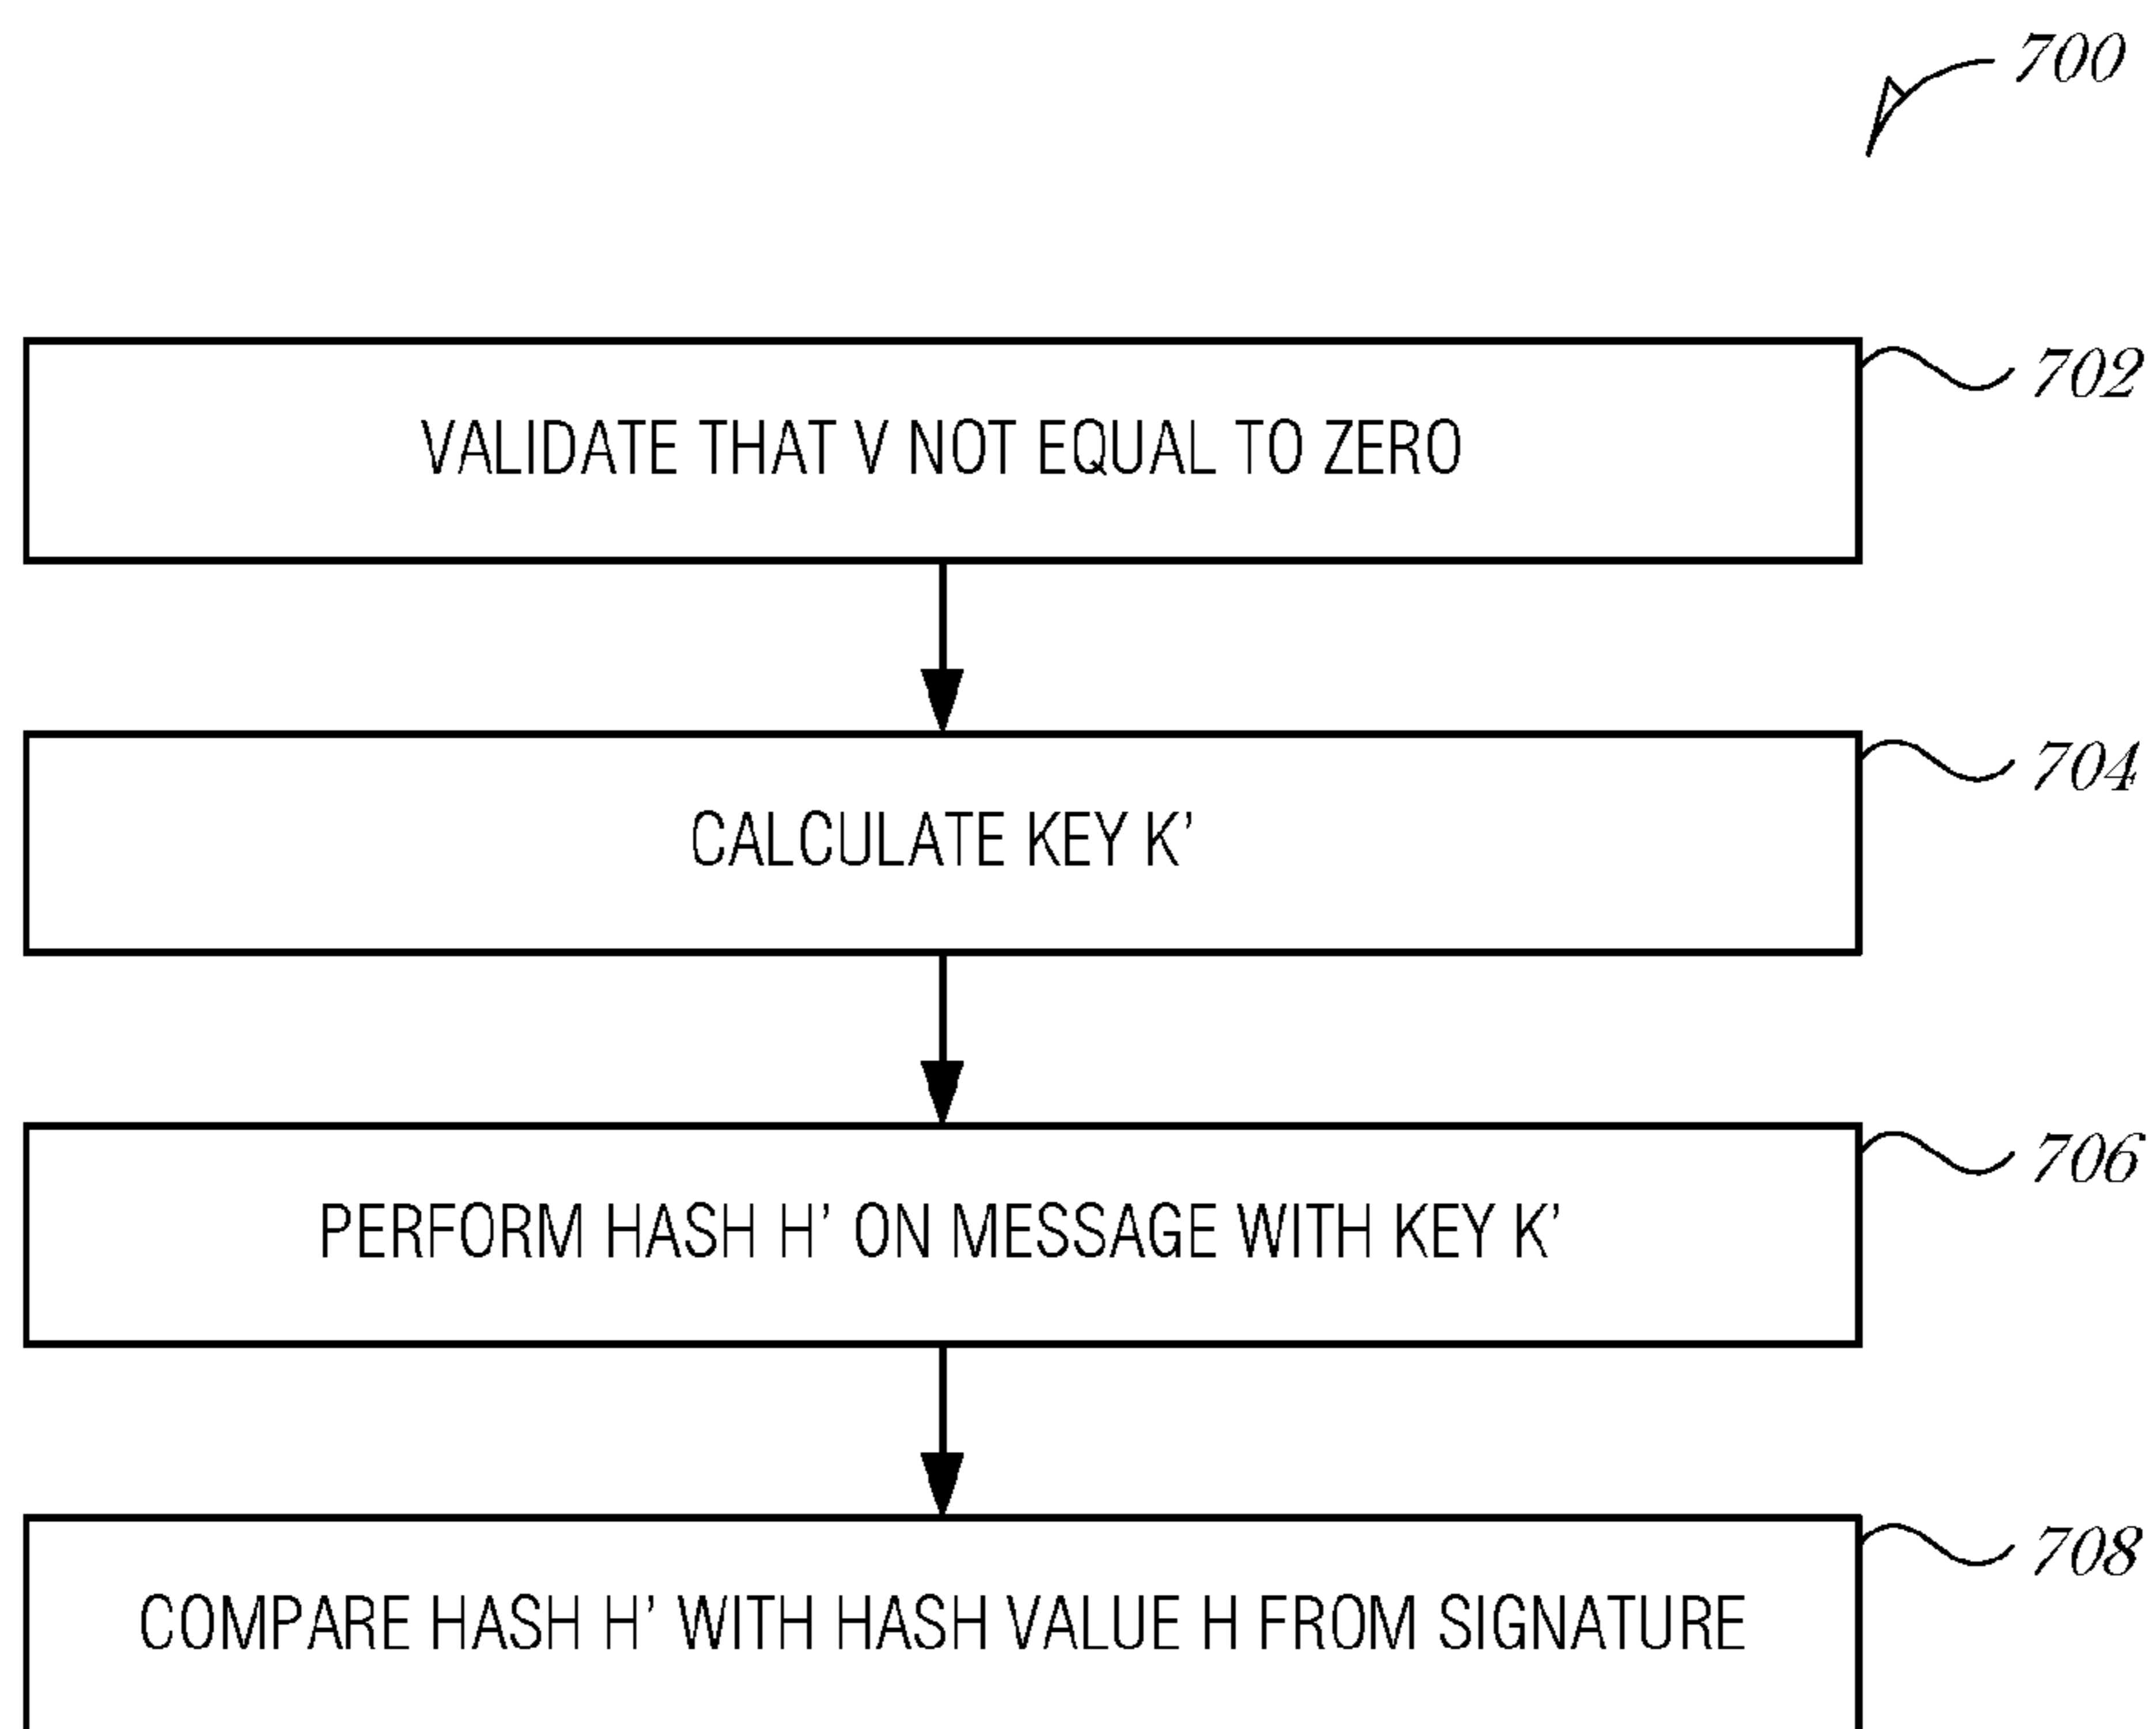 700
VALIDATE THAT V NOT EQUAL TO ZERO
702
CALCULATE KEY K’
704
PERFORM HASH H’ ON MESSAGE WITH KEY K’
706
COMPARE HASH H’ WITH HASH VALUE H FROM SIGNATURE
708